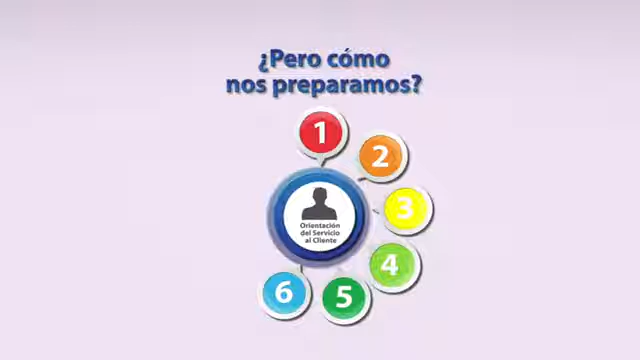 ¿Pero cómo
nos preparamos?
1
2
3
Orientación
del Servicio
al Cliente
4
5
6